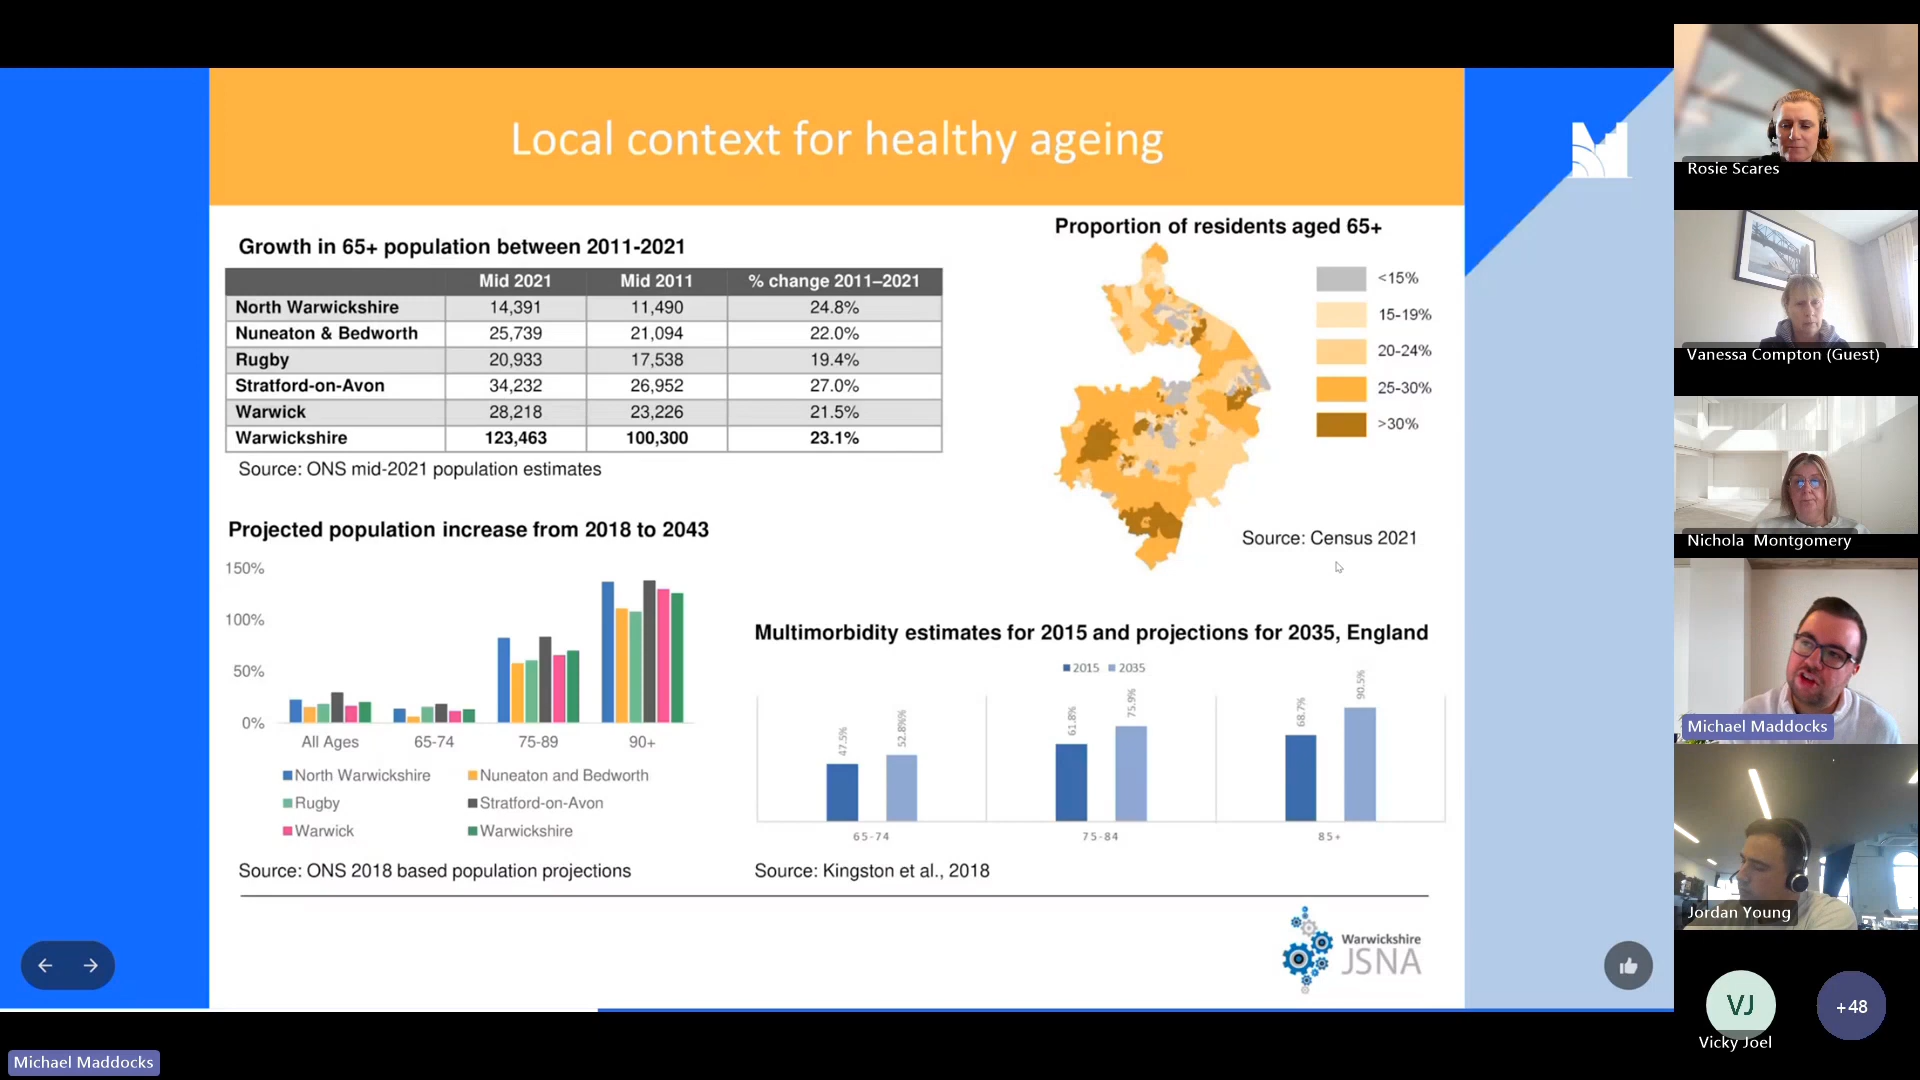 Local context for healthy ageing
Growth in 65+ population between 2011-2021
Mid 2021 Mid 2011 % change 2011–2021
North Warwickshire 14,391 11,490 24.8%
Nuneaton & Bedworth 25,739 21,094 22.0%
Rugby 20,933 17,538 19.4%
Stratford-on-Avon 34,232 26,952 27.0%
Warwick 28,218 23,226 21.5%
Warwickshire 123,463 100,300 23.1%
Source: ONS mid-2021 population estimates
Proportion of residents aged 65+
<15%
15-19%
20-24%
25-30%
>30%
Source: Census 2021
Projected population increase from 2018 to 2043
150%
100%
50%
0%
All Ages 65-74 75-89 90+
North Warwickshire Nuneaton and Bedworth
Rugby Stratford-on-Avon
Warwick Warwickshire
Source: ONS 2018 based population projections
Multimorbidity estimates for 2015 and projections for 2035, England
2015 2035
47.5% 52.8%% 61.8% 75.9% 68.7% 90.5%
65-74 75-84 85+
Source: Kingston et al., 2018
Warwickshire
JSNA
Rosie Scares
Vanessa Compton (Guest)
Nichola Montgomery
Michael Maddocks
Jordan Young
VJ
Vicky Joel
+48
Michael Maddocks